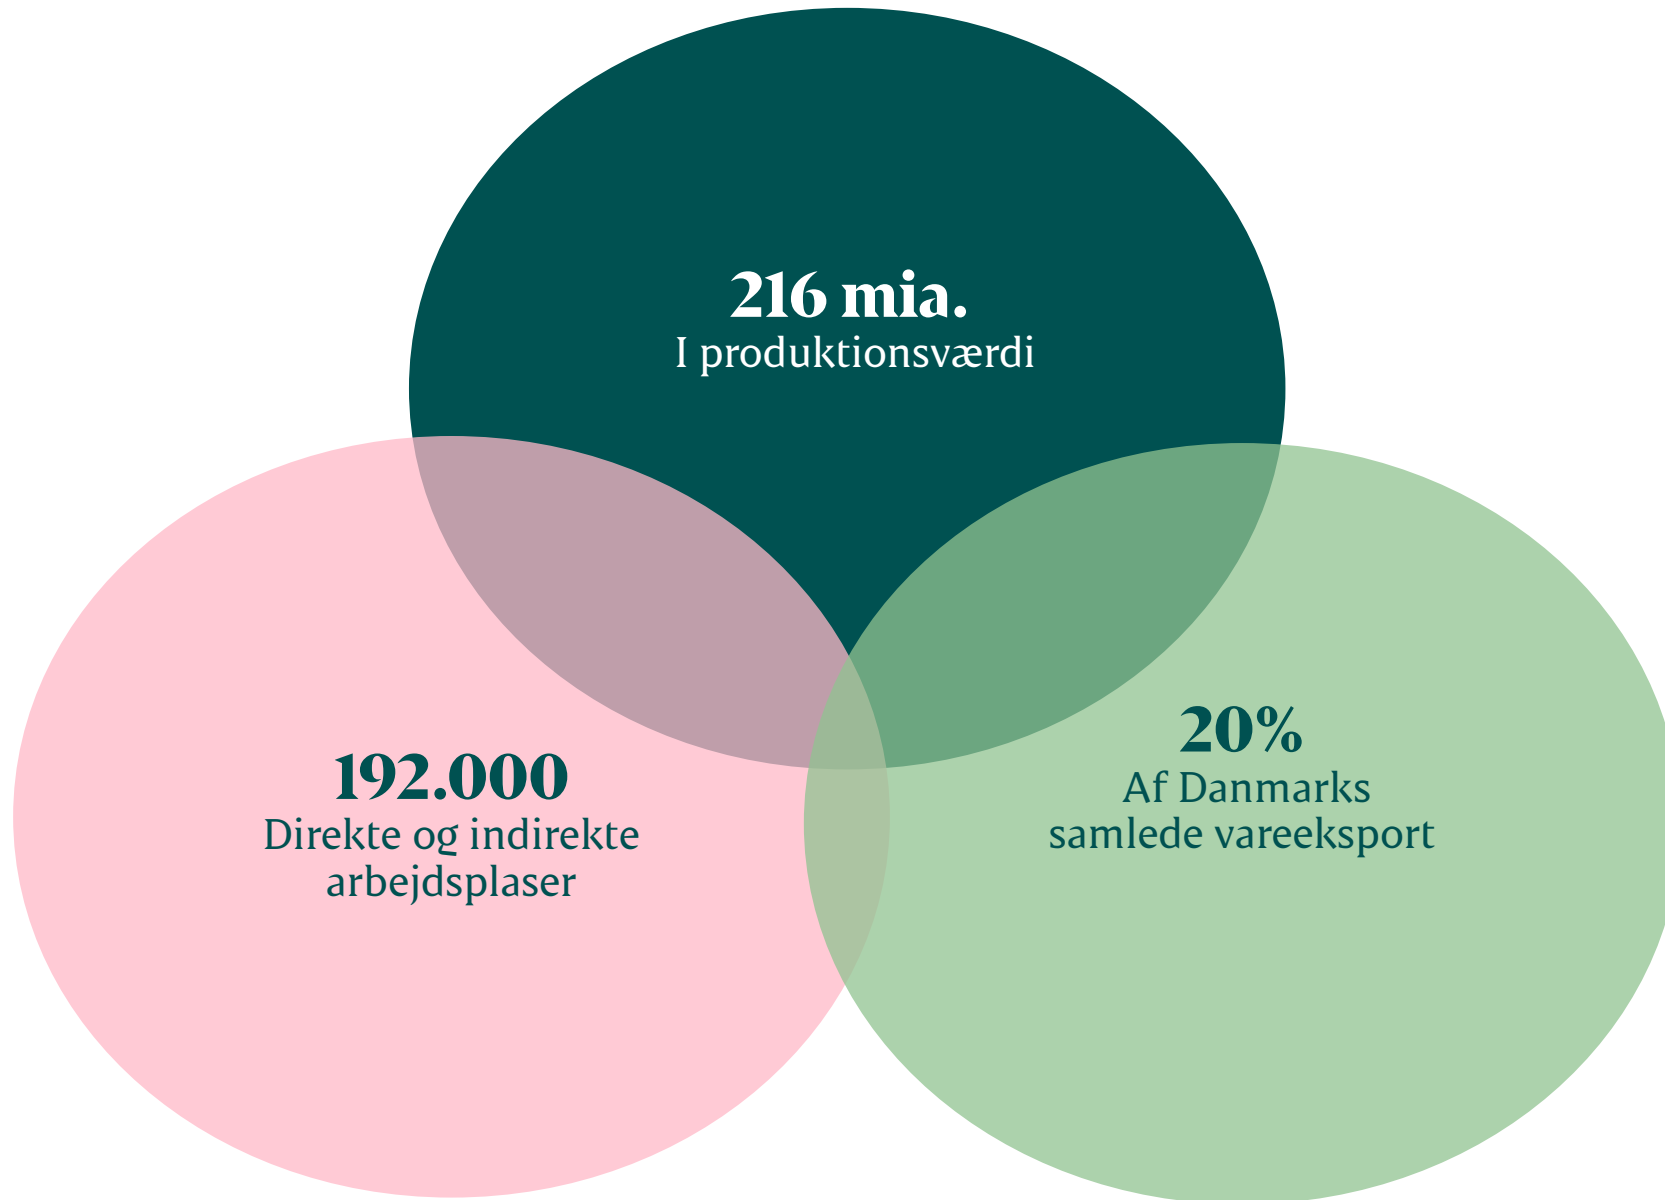 216 mia.
I produktionsværdi
192.000
Direkte og indirekte
arbejdsplaser
20%
Af Danmarks
samlede vareeksport